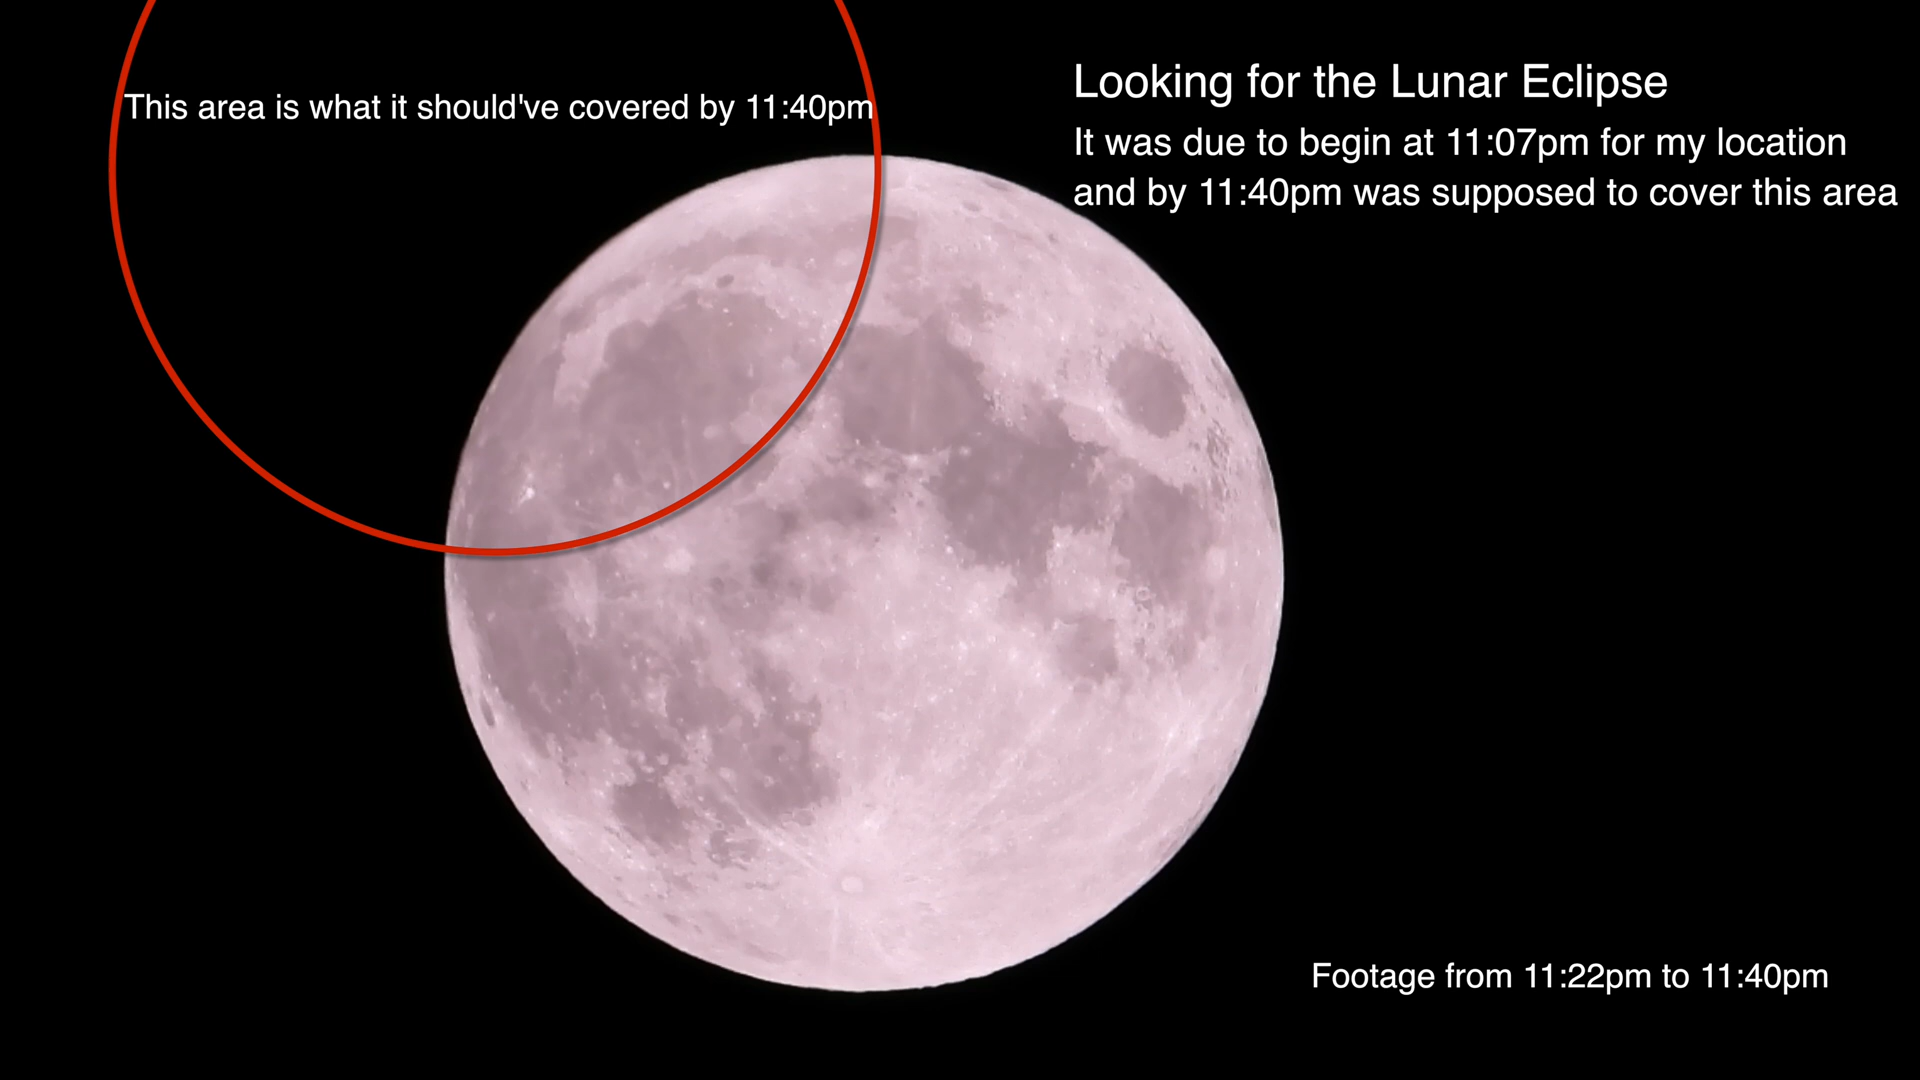 Looking for the Lunar Eclipse
It was due to begin at 11:07pm for my location
and by 11:40pm was supposed to cover this area
This area is what it should've covered by 11:40pm
Footage from 11:22pm to 11:40pm